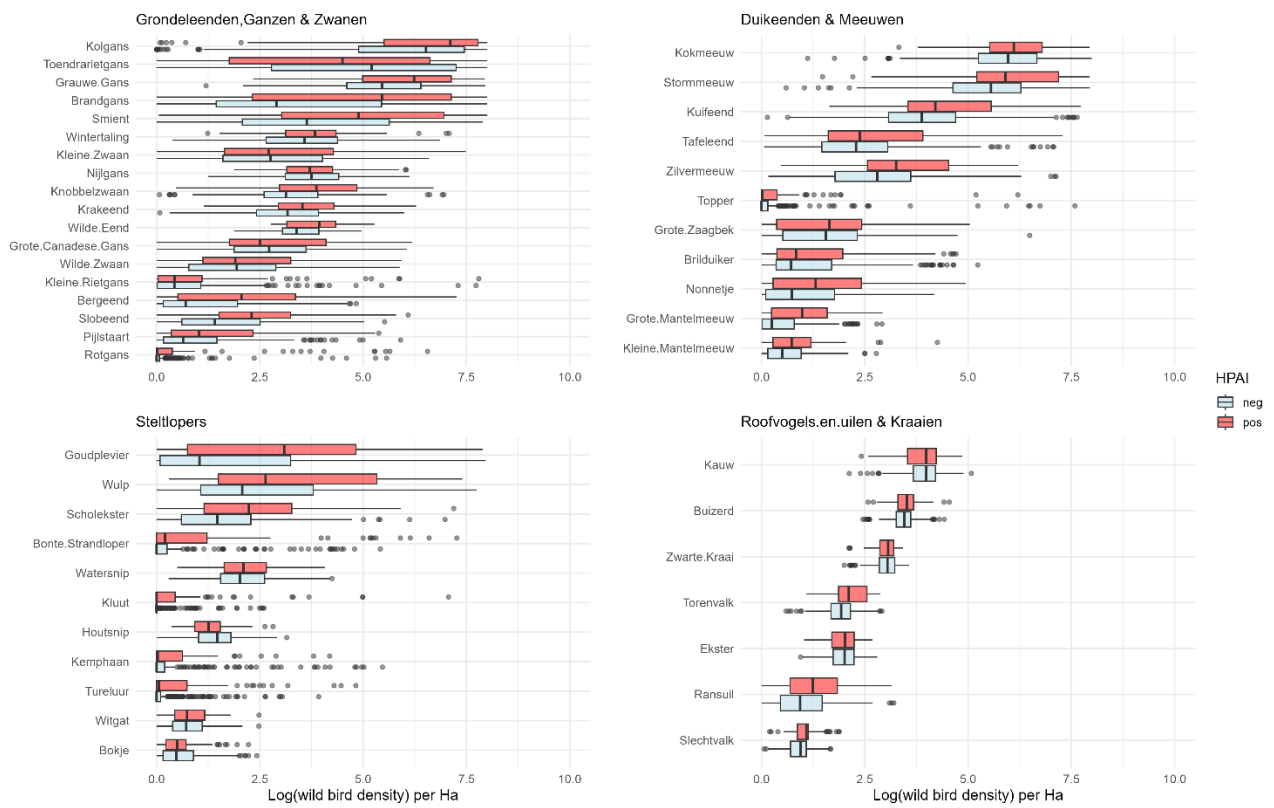 Grondeleenden,Ganzen & Zwanen
Kolgans
Toendrarietgans
Grauwe.Gans
Brandgans
Smient
Wintertaling
Kleine.Zwaan
Nijlgans
Knobbelzwaan
Krakeend
Wilde.Eend
Grote.Canadese.Gans
Wilde.Zwaan
Kleine.Rietgans
Bergeend
Slobeend
Pijlstaart
Rotgans
0.0 2.5 5.0 7.5 10.0
Duikeenden & Meeuwen
Kokmeeuw
Stormmeeuw
Kuifeend
Tafeleend
Zilvermeeuw
Topper
Grote.Zaagbek
Brilduiker
Nonnetje
Grote.Mantelmeeuw
Kleine.Mantelmeeuw
0.0 2.5 5.0 7.5 10.0
Steltlopers
Goudplevier
Wulp
Scholekster
Bonte.Strandloper
Watersnip
Kluut
Houtsnip
Kemphaan
Tureluur
Witgat
Bokje
0.0 2.5 5.0 7.5 10.0
Log(wild bird density) per Ha
Roofvogels.en.uilen & Kraaien
Kauw
Buizerd
Zwarte.Kraai
Torenvalk
Ekster
Ransuil
Slechtvalk
0.0 2.5 5.0 7.5 10.0
Log(wild bird density) per Ha
HPAI
neg
pos